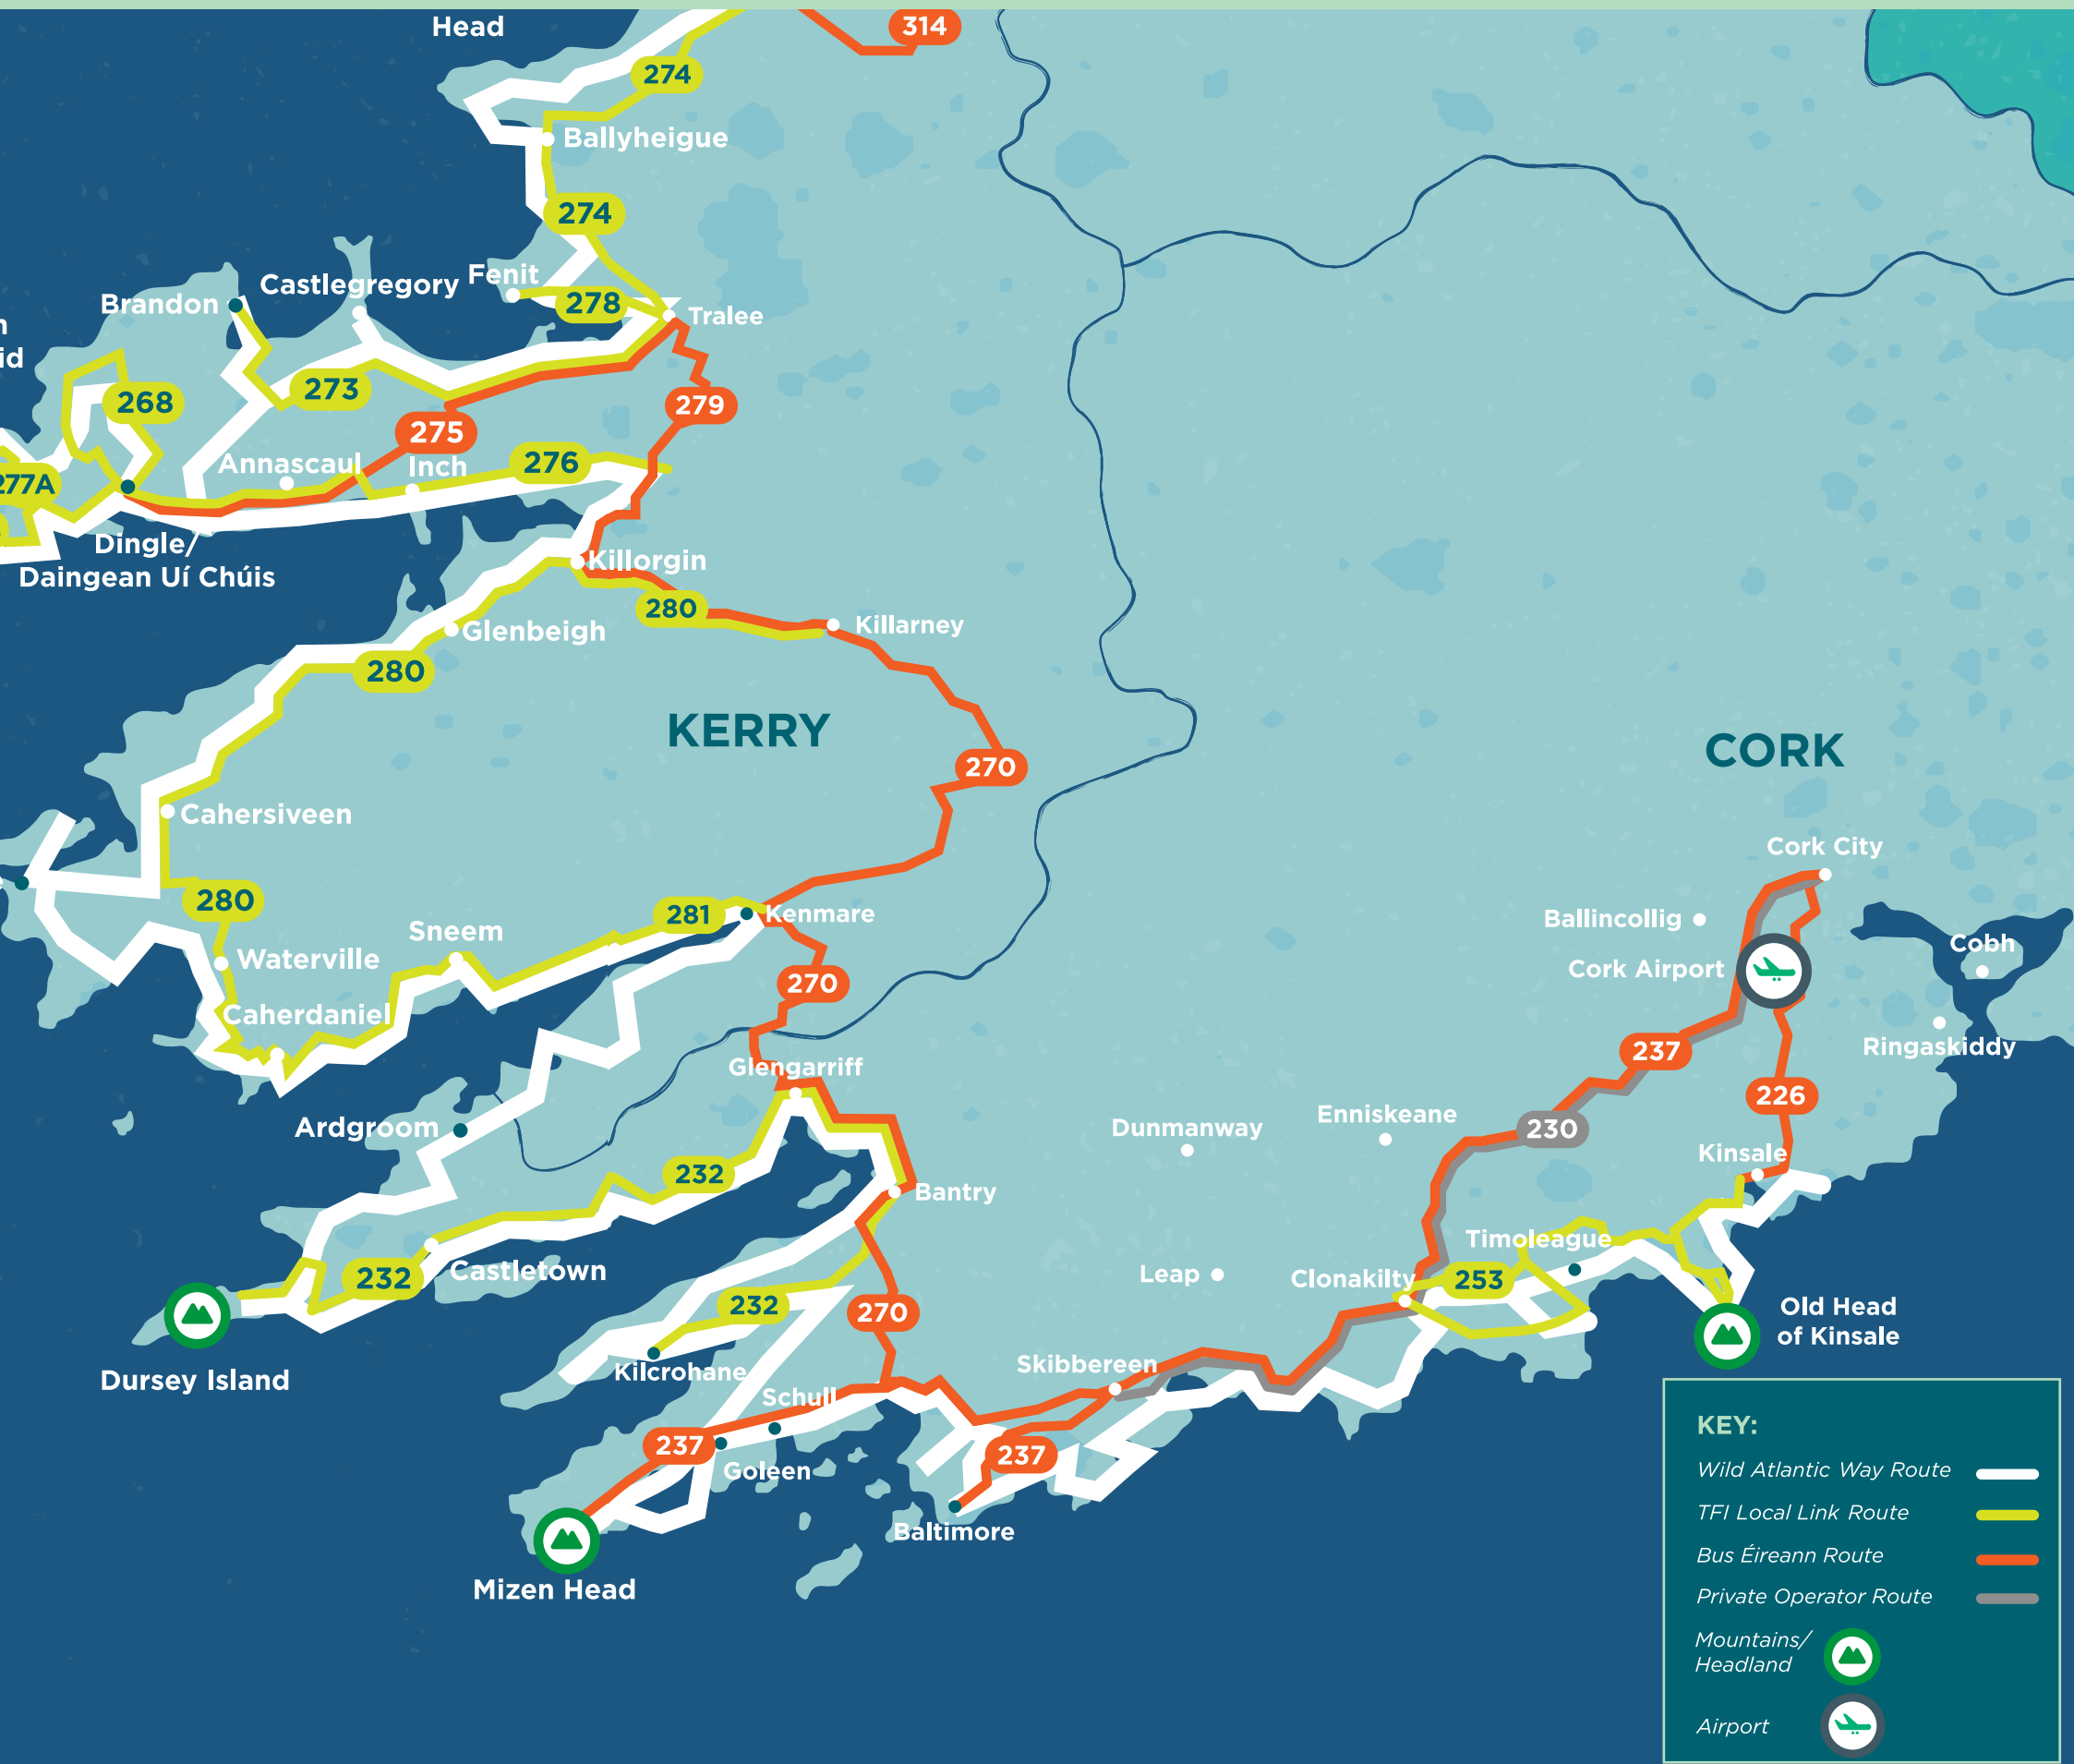 Head
314
274
Ballyheigue
274
Castlegregory
Fenit
Brandon
278
Tralee
268
273
279
275
Annascaul
Inch
276
277A
Dingle/
Daingean Uí Chúis
Killorgin
280
Killarney
Glenbeigh
280
KERRY
270
CORK
Cahersiveen
Cork City
280
281
Kenmare
Ballincollig
Sneem
Cobh
Waterville
Cork Airport
270
Caherdaniel
Ringaskiddy
237
Glengarriff
226
Ardgroom
Enniskeane
Dunmanway
230
Kinsale
232
Bantry
Timoleague
Castletown
232
Leap
Clonakilty
253
232
270
Old Head
of Kinsale
Dursey Island
Kilcrohane
Skibbereen
Schull
237
Goleen
237
Baltimore
Mizen Head
KEY:
Wild Atlantic Way Route
TFI Local Link Route
Bus Éireann Route
Private Operator Route
Mountains/
Headland
Airport